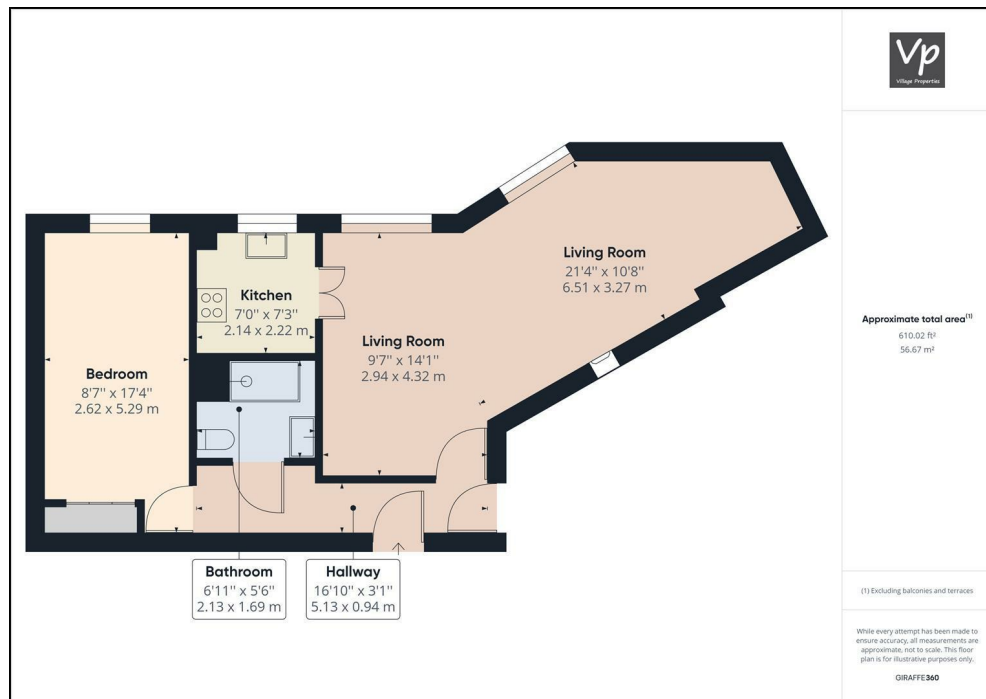 Vp
Village Properties
Living Room
21'4'' x 10'8''
6.51 x 3.27 m
Kitchen
7'0'' x 7'3''
2.14 x 2.22 m
Living Room
9'7'' x 14'1''
2.94 x 4.32 m
Bedroom
8'7'' x 17'4''
2.62 x 5.29 m
Bathroom
6'11'' x 5'6''
2.13 x 1.69 m
Hallway
16'10'' x 3'1''
5.13 x 0.94 m
Approximate total area(1)
610.02 ft²
56.67 m²
(1) Excluding balconies and terraces
While every attempt has been made to
ensure accuracy, all measurements are
approximate, not to scale. This floor
plan is for illustrative purposes only.
GIRAFFE360